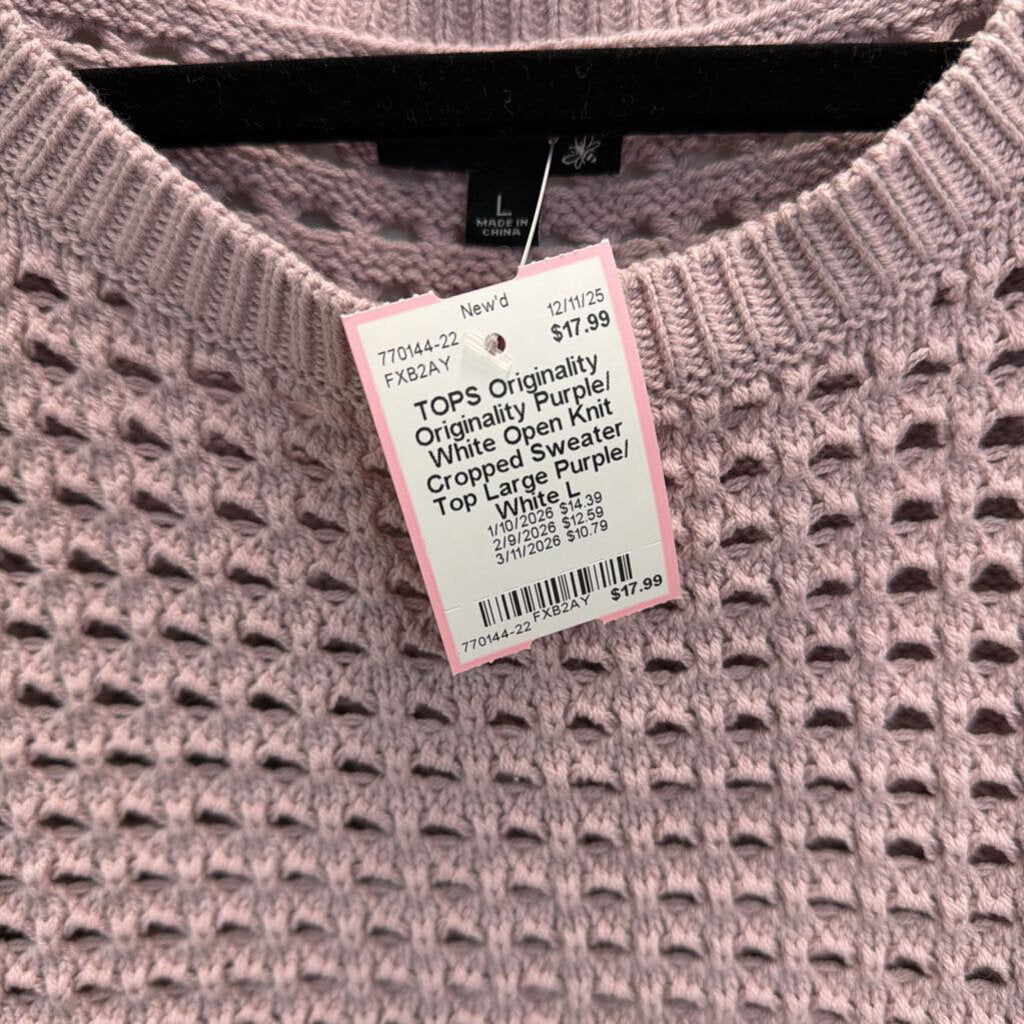 L
MADE IN
CHINA
New'd
770144-22 12/11/25
FXB2AY $17.99
TOPS Originality
Originality Purple/
White Open Knit
Cropped Sweater
Top Large Purple/
White L
1/10/2026 $14.39
2/9/2026 $12.59
3/11/2026 $10.79
770144-22 FXB2AY $17.99